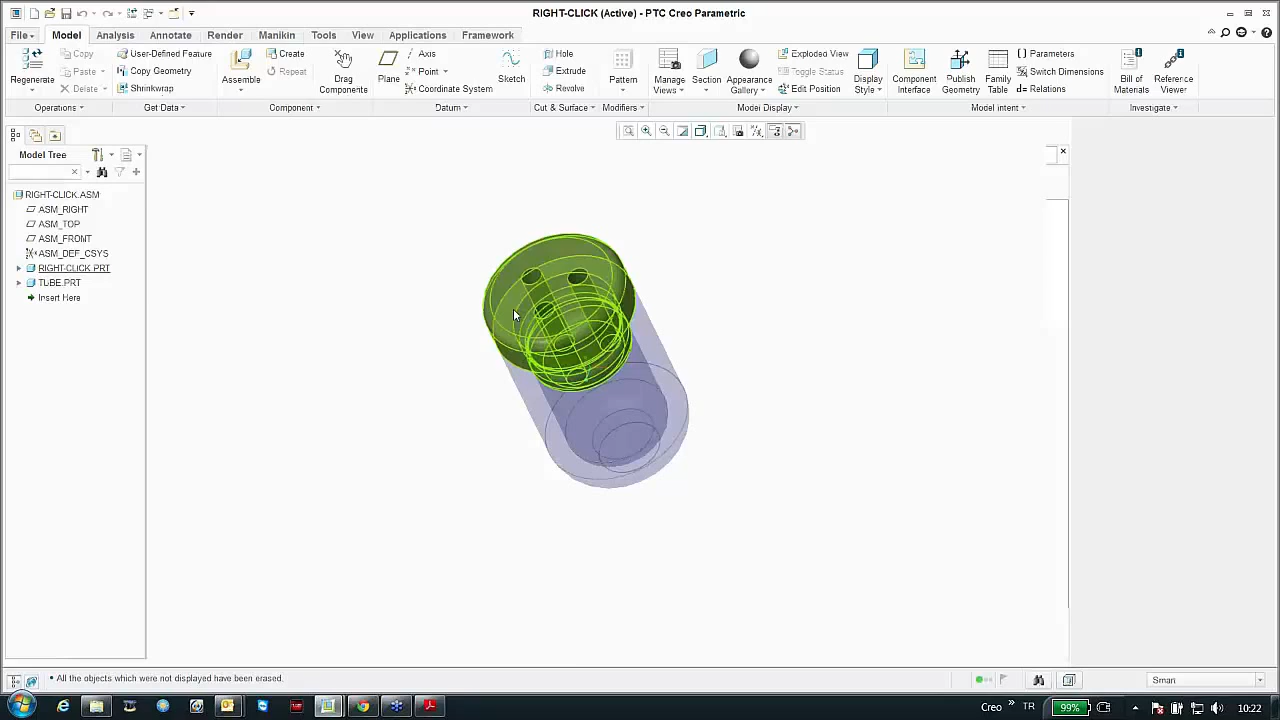 RIGHT-CLICK (Active) - PTC Creo Parametric
File Model Analysis Annotate Render Manikin Tools View Applications Framework
Regenerate
Copy
Paste
Delete
User-Defined Feature
Copy Geometry
Shrinkwrap
Assemble
Create
Repeat
Drag
Components
Plane
Axis
Point
Coordinate System
Sketch
Hole
Extrude
Revolve
Pattern
Manage
Views
Section
Appearance
Gallery
Exploded View
Toggle Status
Edit Position
Display
Style
Component
Interface
Publish
Geometry
Family
Table
Parameters
Switch Dimensions
Relations
Bill of
Materials
Reference
Viewer
Operations Get Data Component Datum Cut & Surface Modifiers Model Display Model Intent Investigate
Model Tree
RIGHT-CLICK.ASM
ASM_RIGHT
ASM_TOP
ASM_FRONT
ASM_DEF_CSYS
RIGHT-CLICK.PRT
TUBE.PRT
Insert Here
• All the objects which were not displayed have been erased.
Smart
Creo » TR 99% 10:22